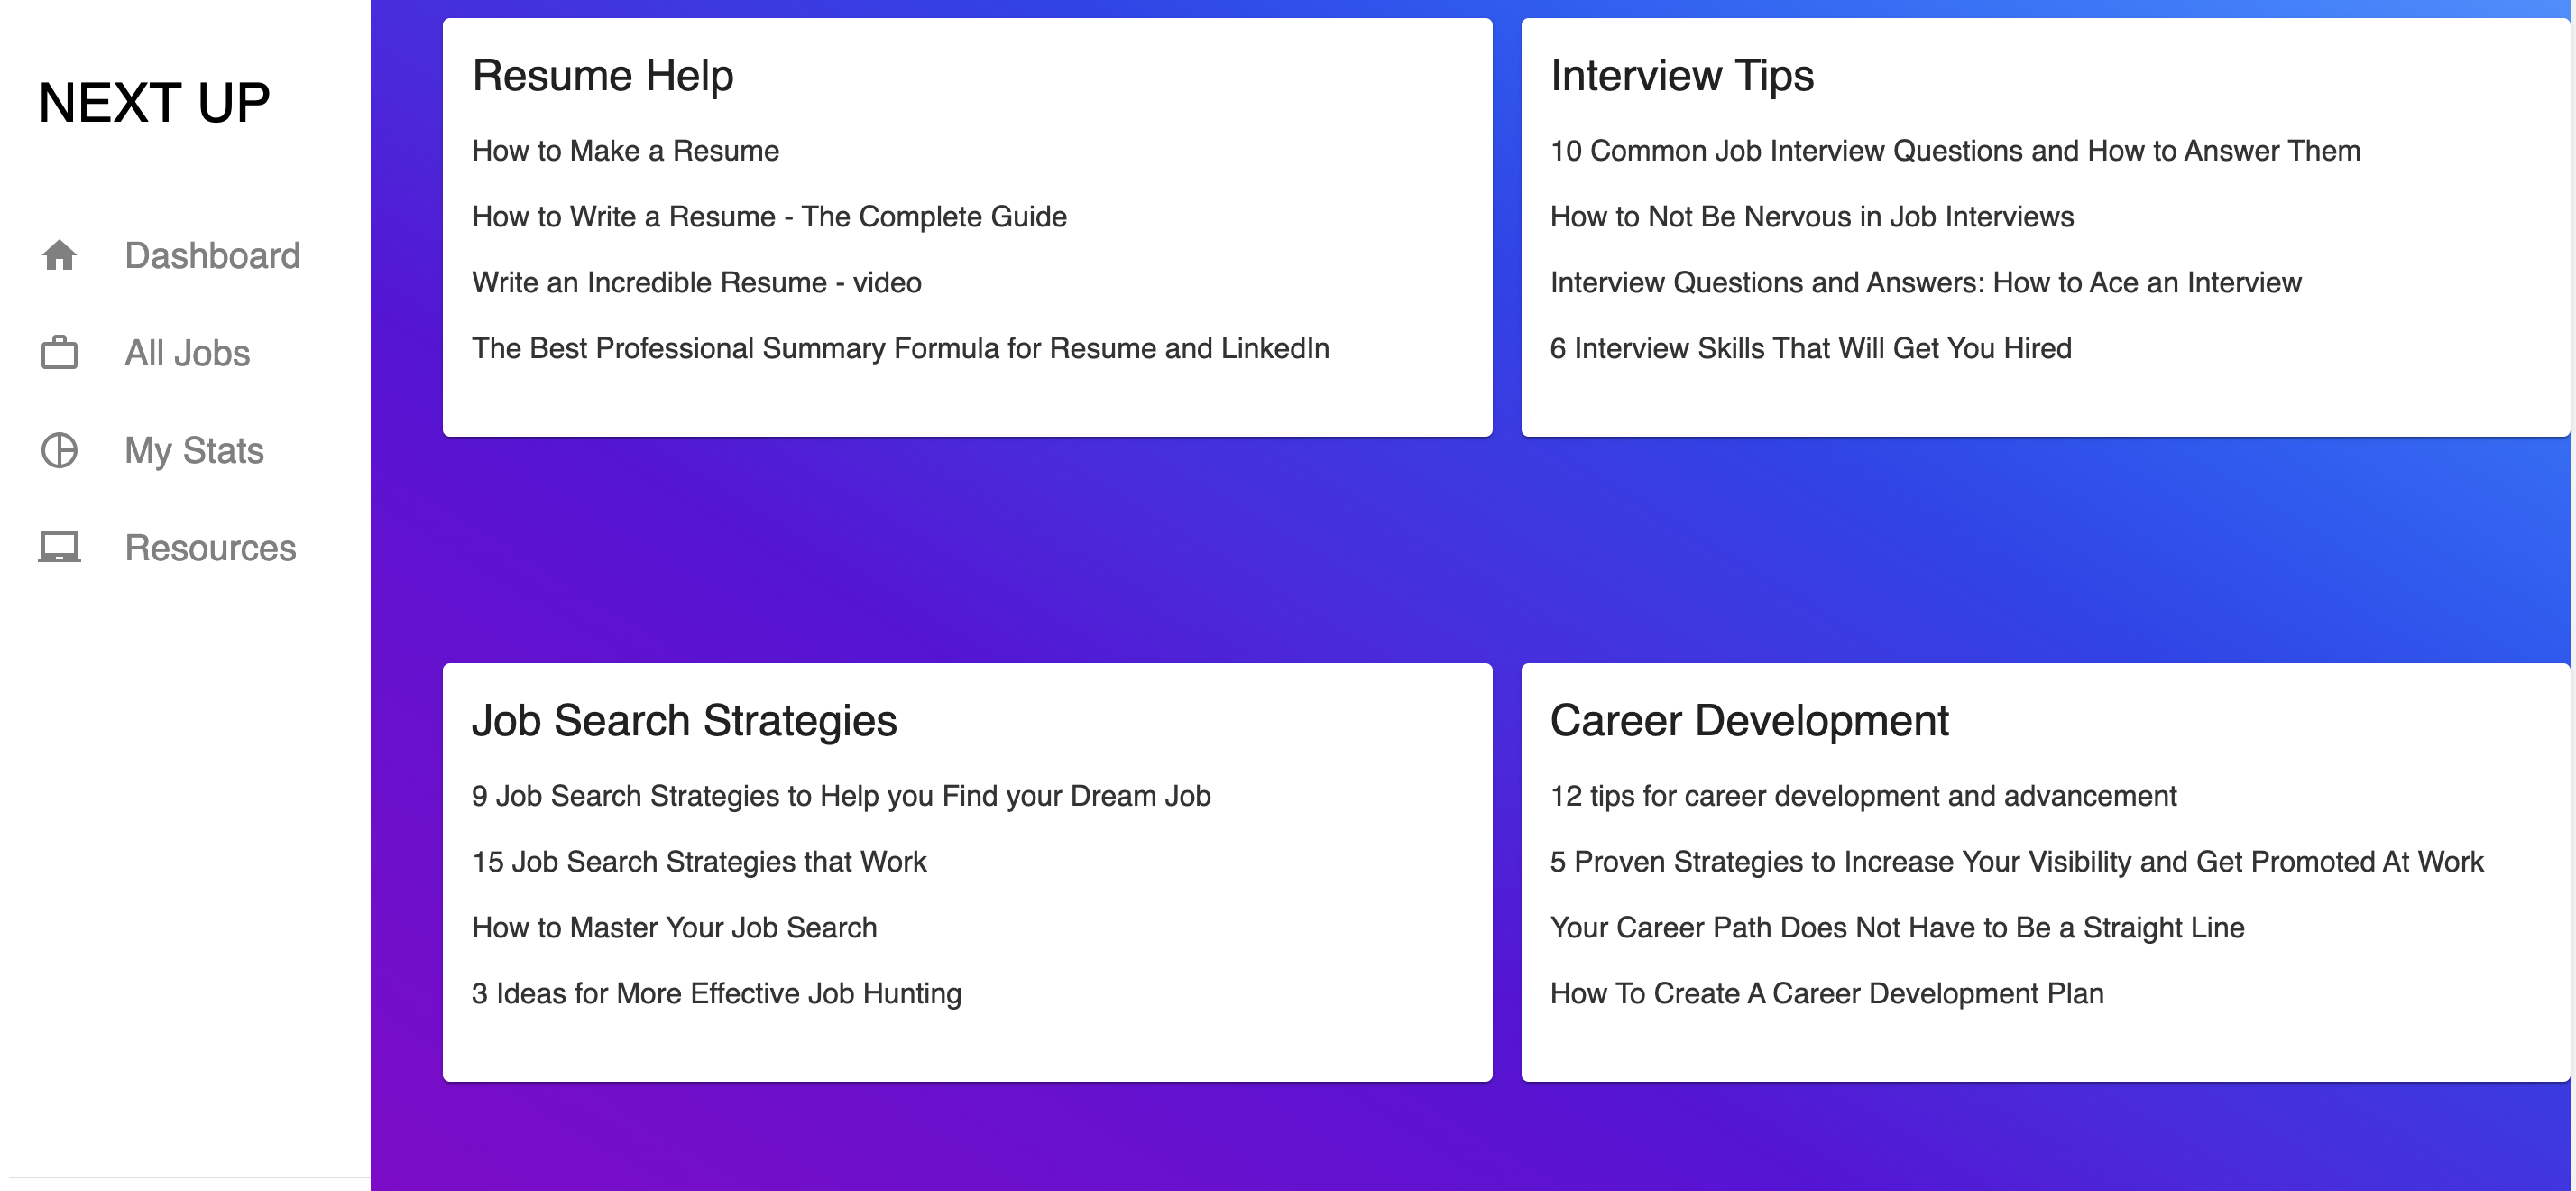 NEXT UP
Dashboard
All Jobs
My Stats
Resources
Resume Help
How to Make a Resume
How to Write a Resume - The Complete Guide
Write an Incredible Resume - video
The Best Professional Summary Formula for Resume and LinkedIn
Interview Tips
10 Common Job Interview Questions and How to Answer Them
How to Not Be Nervous in Job Interviews
Interview Questions and Answers: How to Ace an Interview
6 Interview Skills That Will Get You Hired
Job Search Strategies
9 Job Search Strategies to Help you Find your Dream Job
15 Job Search Strategies that Work
How to Master Your Job Search
3 Ideas for More Effective Job Hunting
Career Development
12 tips for career development and advancement
5 Proven Strategies to Increase Your Visibility and Get Promoted At Work
Your Career Path Does Not Have to Be a Straight Line
How To Create A Career Development Plan